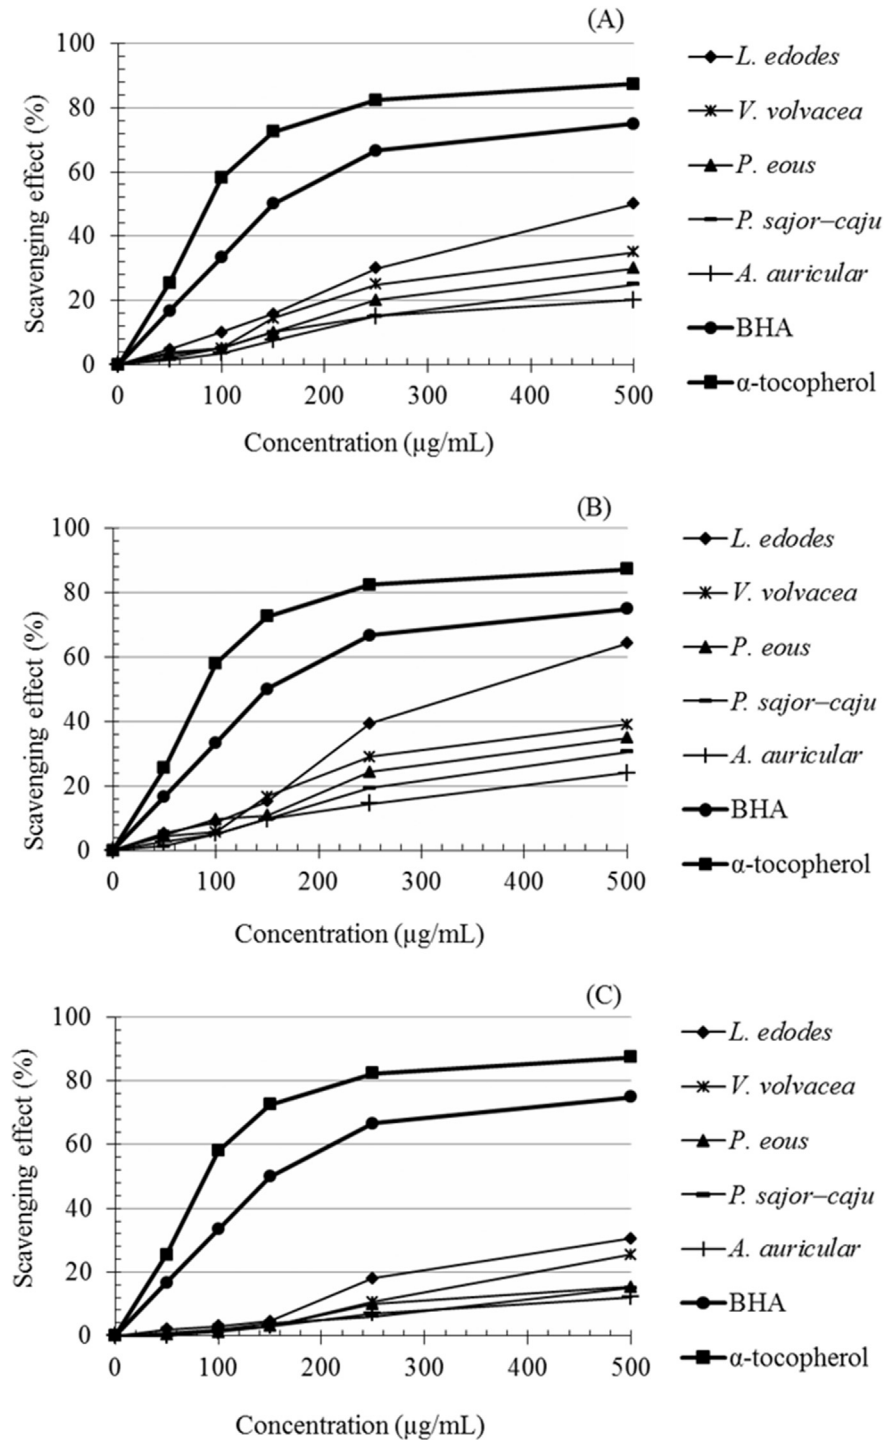 (A)
100
80
60
40
20
0
Scavenging effect (%)
0 100 200 300 400 500
Concentration (µg/mL)
L. edodes
V. volvacea
P. eous
P. sajor–caju
A. auricular
BHA
α-tocopherol
(B)
100
80
60
40
20
0
Scavenging effect (%)
0 100 200 300 400 500
Concentration (µg/mL)
L. edodes
V. volvacea
P. eous
P. sajor–caju
A. auricular
BHA
α-tocopherol
(C)
100
80
60
40
20
0
Scavenging effect (%)
0 100 200 300 400 500
Concentration (µg/mL)
L. edodes
V. volvacea
P. eous
P. sajor–caju
A. auricular
BHA
α-tocopherol